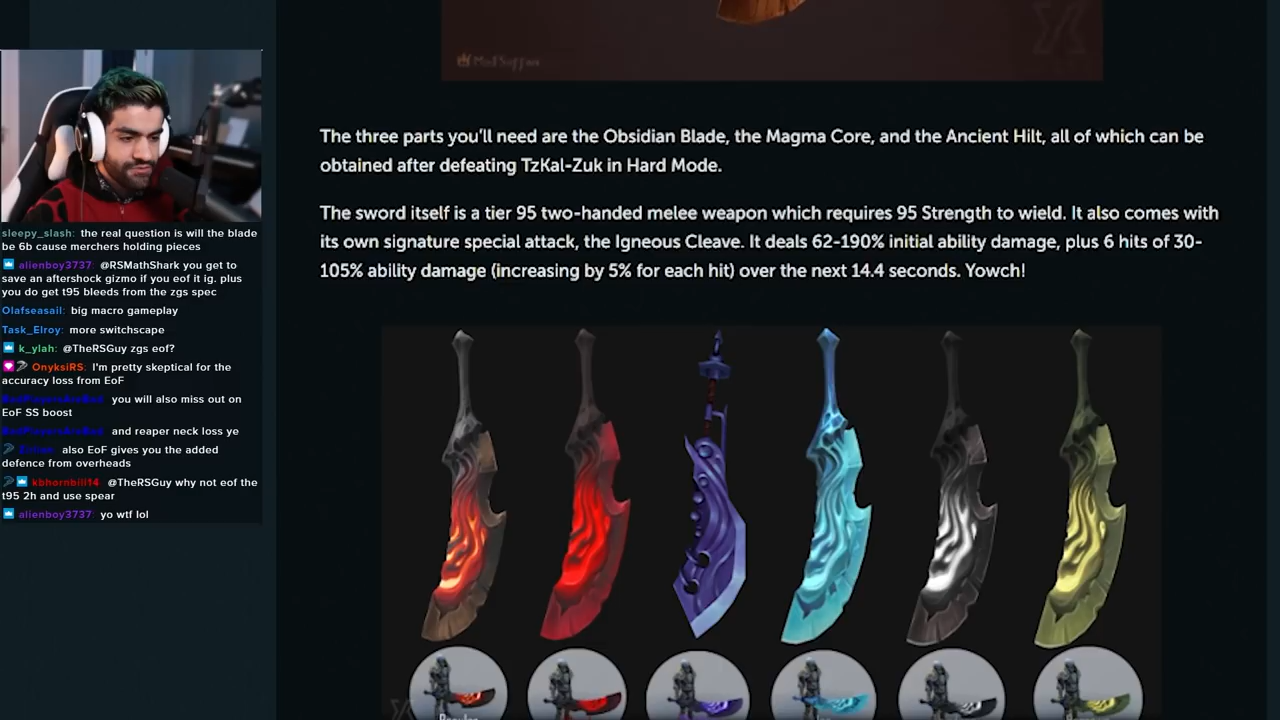 The three parts you'll need are the Obsidian Blade, the Magma Core, and the Ancient Hilt, all of which can be
obtained after defeating TzKal-Zuk in Hard Mode.
The sword itself is a tier 95 two-handed melee weapon which requires 95 Strength to wield. It also comes with
its own signature special attack, the Igneous Cleave. It deals 62-190% initial ability damage, plus 6 hits of 30-
105% ability damage (increasing by 5% for each hit) over the next 14.4 seconds. Yowch!
sleepy_slash: the real question is will the blade
be 6b cause merchers holding pieces
alienboy3737: @RSMathShark you get to
save an aftershock gizmo if you eof it ig. plus
you do get t95 bleeds from the zgs spec
Olafseasail: big macro gameplay
Task_Elroy: more switchscape
k_ylah: @TheRSGuy zgs eof?
OnyksiRS: I'm pretty skeptical for the
accuracy loss from EoF
you will also miss out on
EoF SS boost
and reaper neck loss ye
also EoF gives you the added
defence from overheads
kbhornbill14 @TheRSGuy why not eof the
t95 2h and use spear
alienboy3737: yo wtf lol